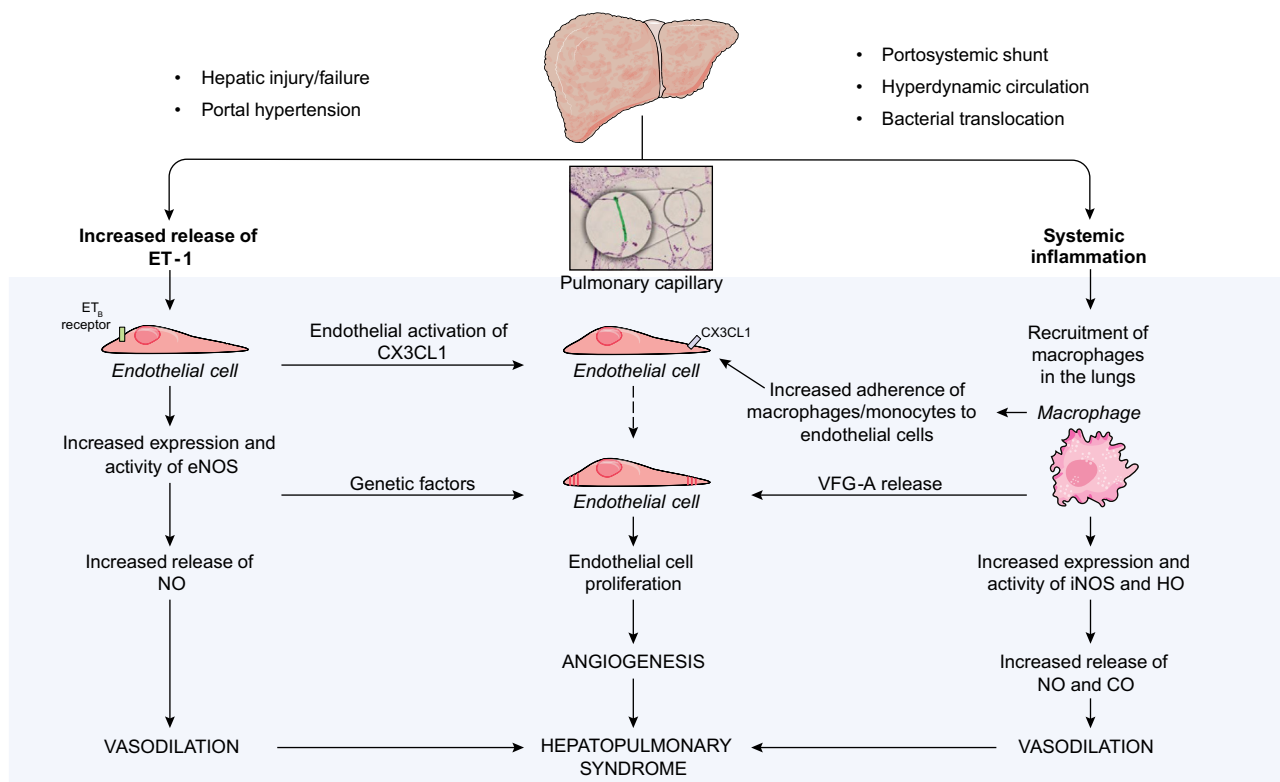 • Hepatic injury/failure
• Portal hypertension
• Portosystemic shunt
• Hyperdynamic circulation
• Bacterial translocation
Increased release of
ET-1
Pulmonary capillary
Systemic
inflammation
ETB
receptor
Endothelial cell
Endothelial activation of
CX3CL1
CX3CL1
Endothelial cell
Recruitment of
macrophages
in the lungs
Increased adherence of
macrophages/monocytes to
endothelial cells
Macrophage
Increased expression and
activity of eNOS
Genetic factors
Endothelial cell
VFG-A release
Increased release of
NO
Endothelial cell
proliferation
Increased expression and
activity of iNOS and HO
ANGIOGENESIS
Increased release of
NO and CO
VASODILATION
HEPATOPULMONARY
SYNDROME
VASODILATION